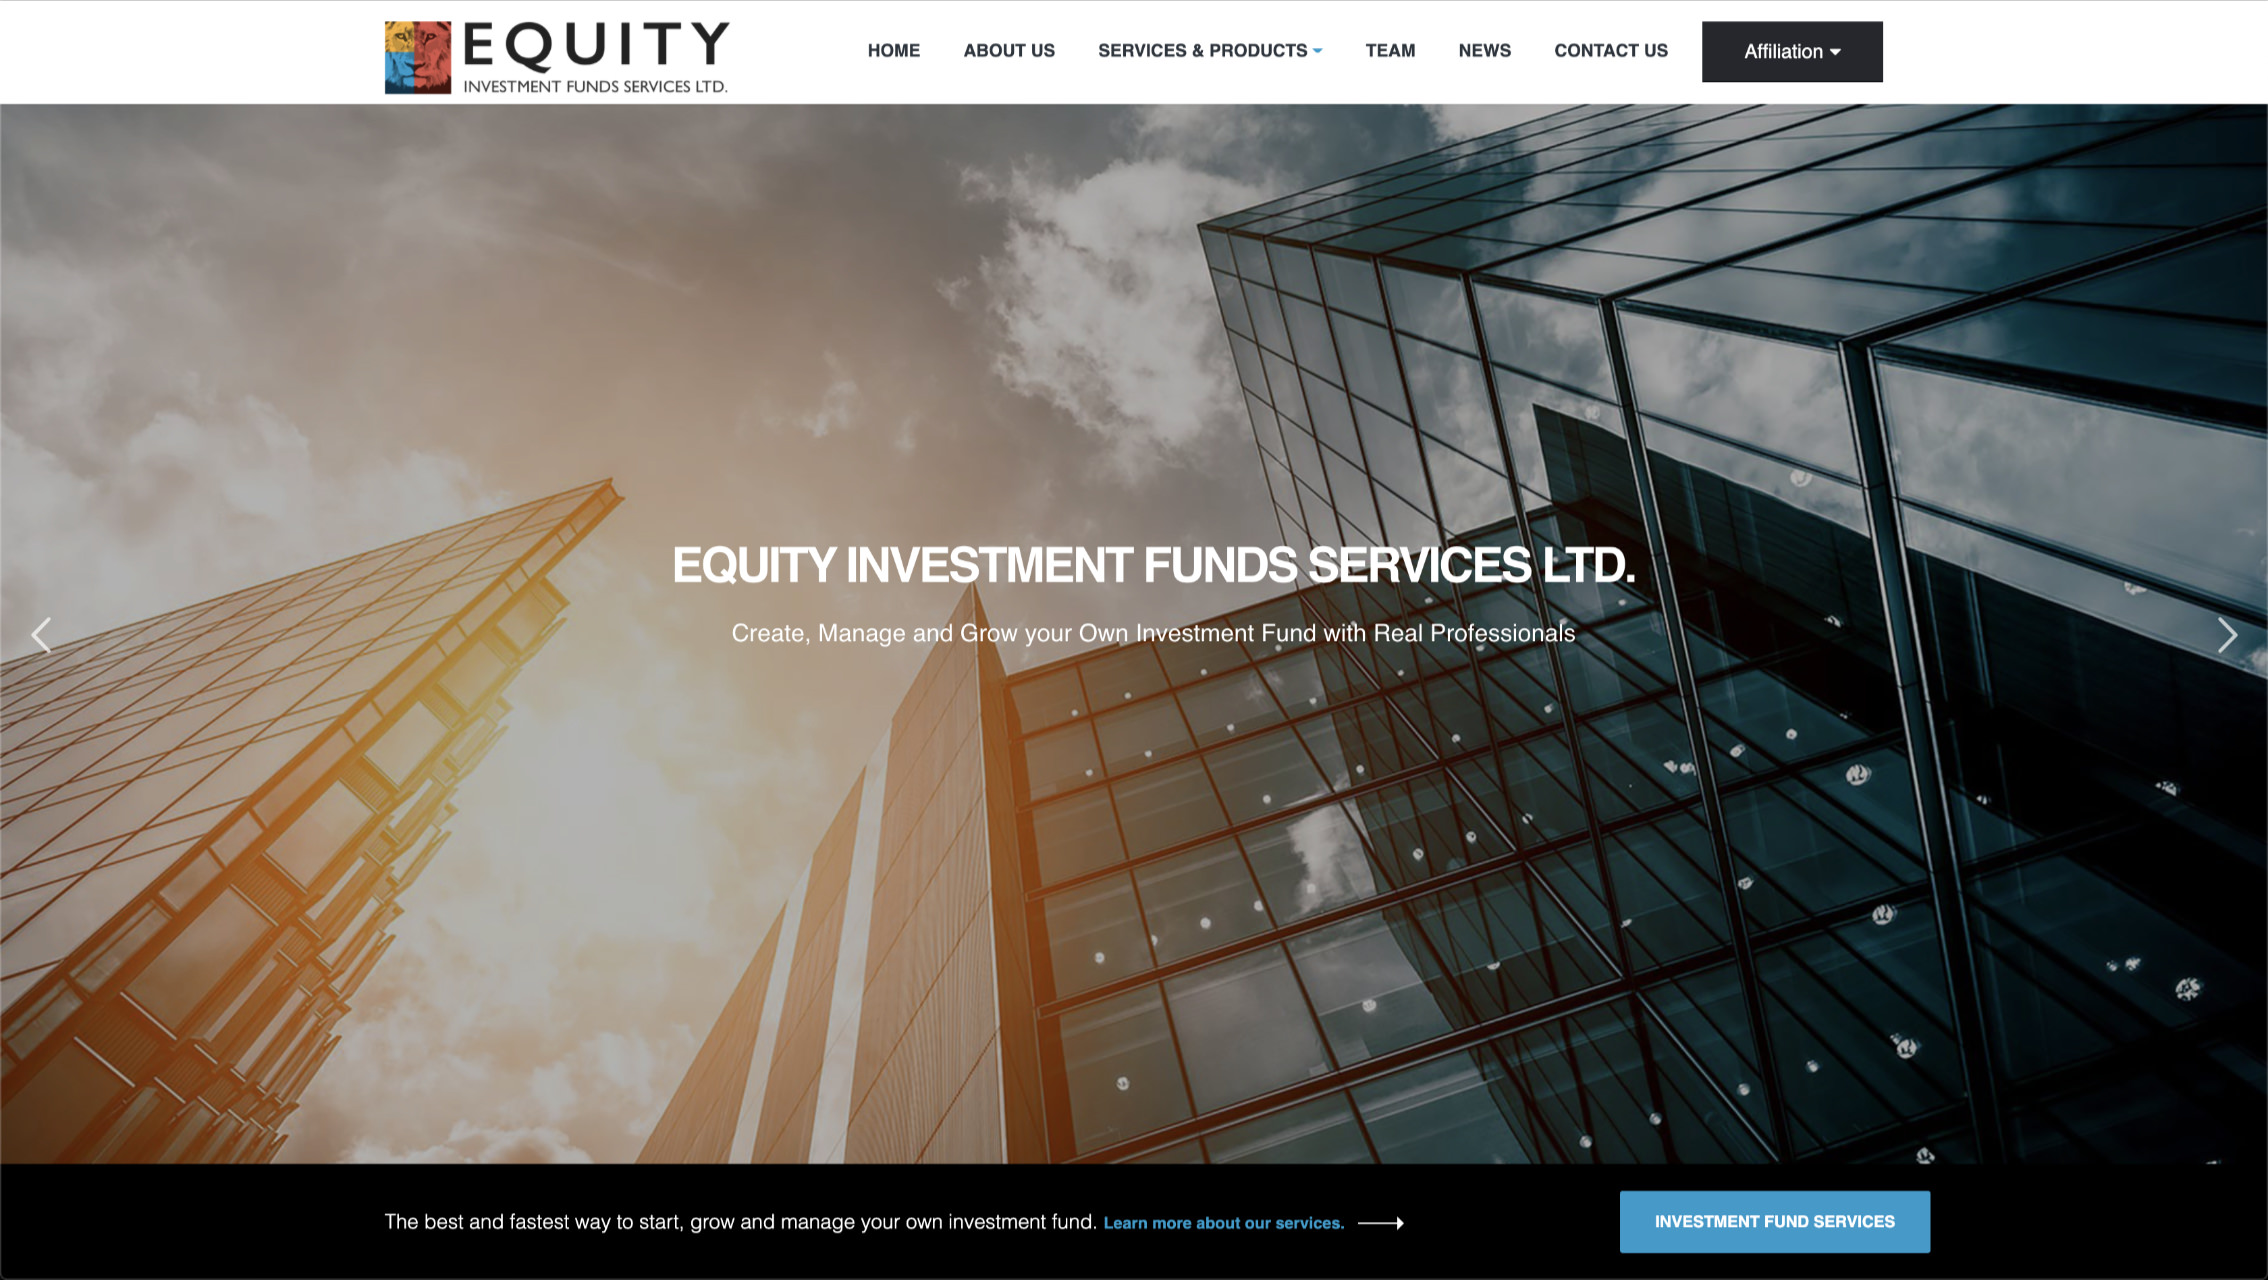 EQUITY
INVESTMENT FUNDS SERVICES LTD.
HOME
ABOUT US
SERVICES & PRODUCTS
TEAM
NEWS
CONTACT US
Affiliation
EQUITY INVESTMENT FUNDS SERVICES LTD.
Create, Manage and Grow your Own Investment Fund with Real Professionals
The best and fastest way to start, grow and manage your own investment fund. Learn more about our services.
INVESTMENT FUND SERVICES